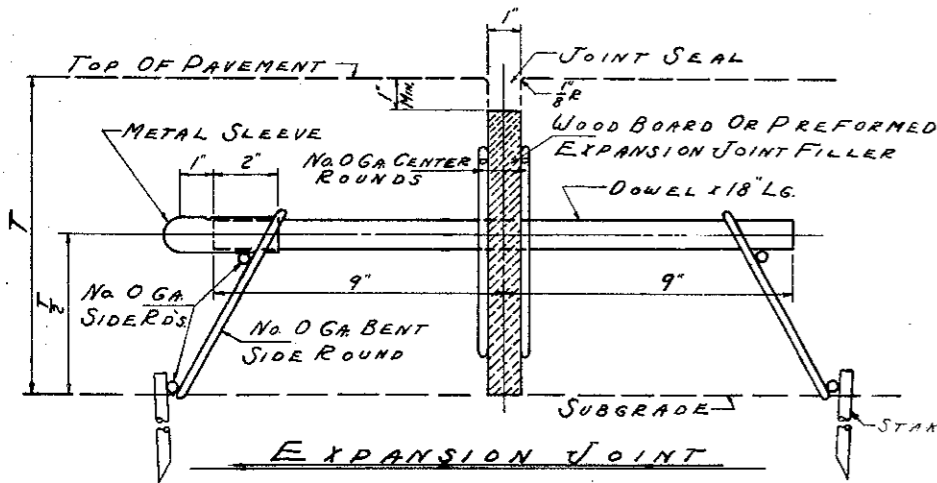 1"
TOP OF PAVEMENT
JOINT SEAL
1" MIN.
1/8" R
METAL SLEEVE
WOOD BOARD OR PREFORMED
EXPANSION JOINT FILLER
1"
2"
No. 0 GA. CENTER
ROUNDS
DOWEL x 18" LG.
T
T/2
9"
9"
No. 0 GA.
SIDE RD'S.
No. 0 GA. BENT
SIDE ROUND
SUBGRADE
STAK
EXPANSION JOINT